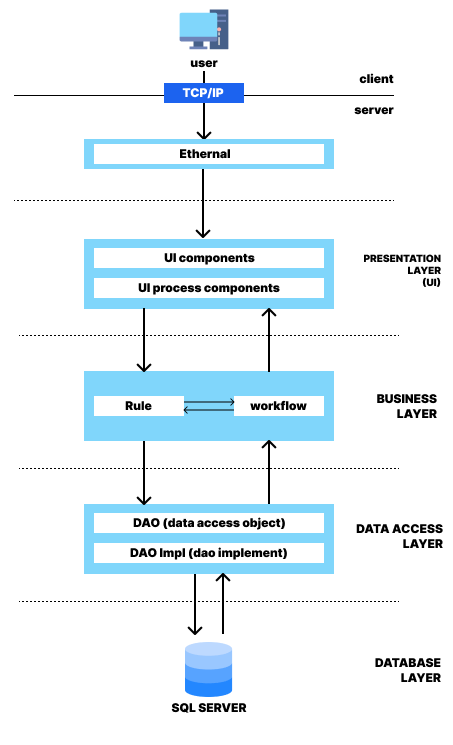 user
client
TCP/IP
server
Ethernal
UI components
UI process components
PRESENTATION
LAYER
(UI)
Rule
workflow
BUSINESS
LAYER
DAO (data access object)
DAO Impl (dao implement)
DATA ACCESS
LAYER
DATABASE
LAYER
SQL SERVER